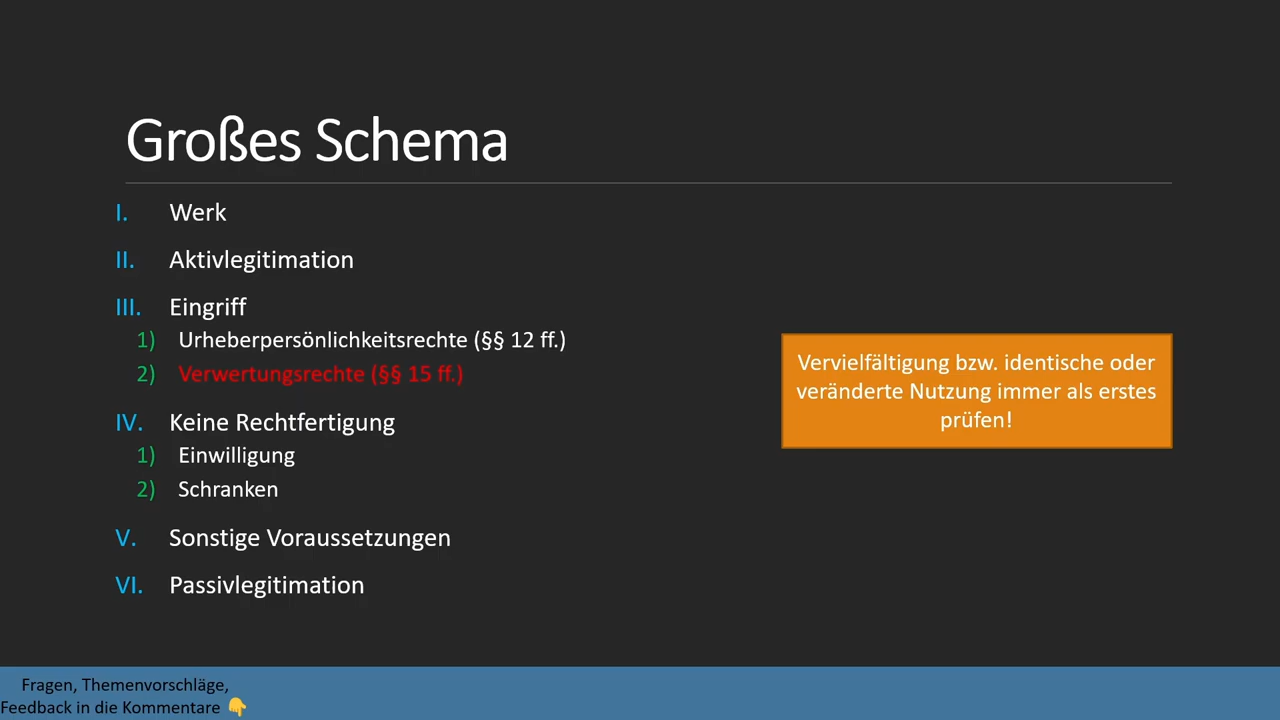 Großes Schema
I. Werk
II. Aktivlegitimation
III. Eingriff
1) Urheberpersönlichkeitsrechte (§§ 12 ff.)
2) Verwertungsrechte (§§ 15 ff.)
IV. Keine Rechtfertigung
1) Einwilligung
2) Schranken
V. Sonstige Voraussetzungen
VI. Passivlegitimation
Vervielfältigung bzw. identische oder
veränderte Nutzung immer als erstes
prüfen!
Fragen, Themenvorschläge,
Feedback in die Kommentare 👇